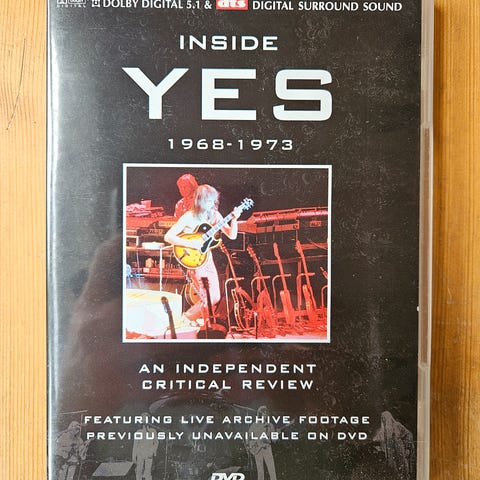 DOLBY DIGITAL 5.1 & dts DIGITAL SURROUND SOUND
INSIDE
YES
1968-1973
AN INDEPENDENT
CRITICAL REVIEW
FEATURING LIVE ARCHIVE FOOTAGE
PREVIOUSLY UNAVAILABLE ON DVD
DVD